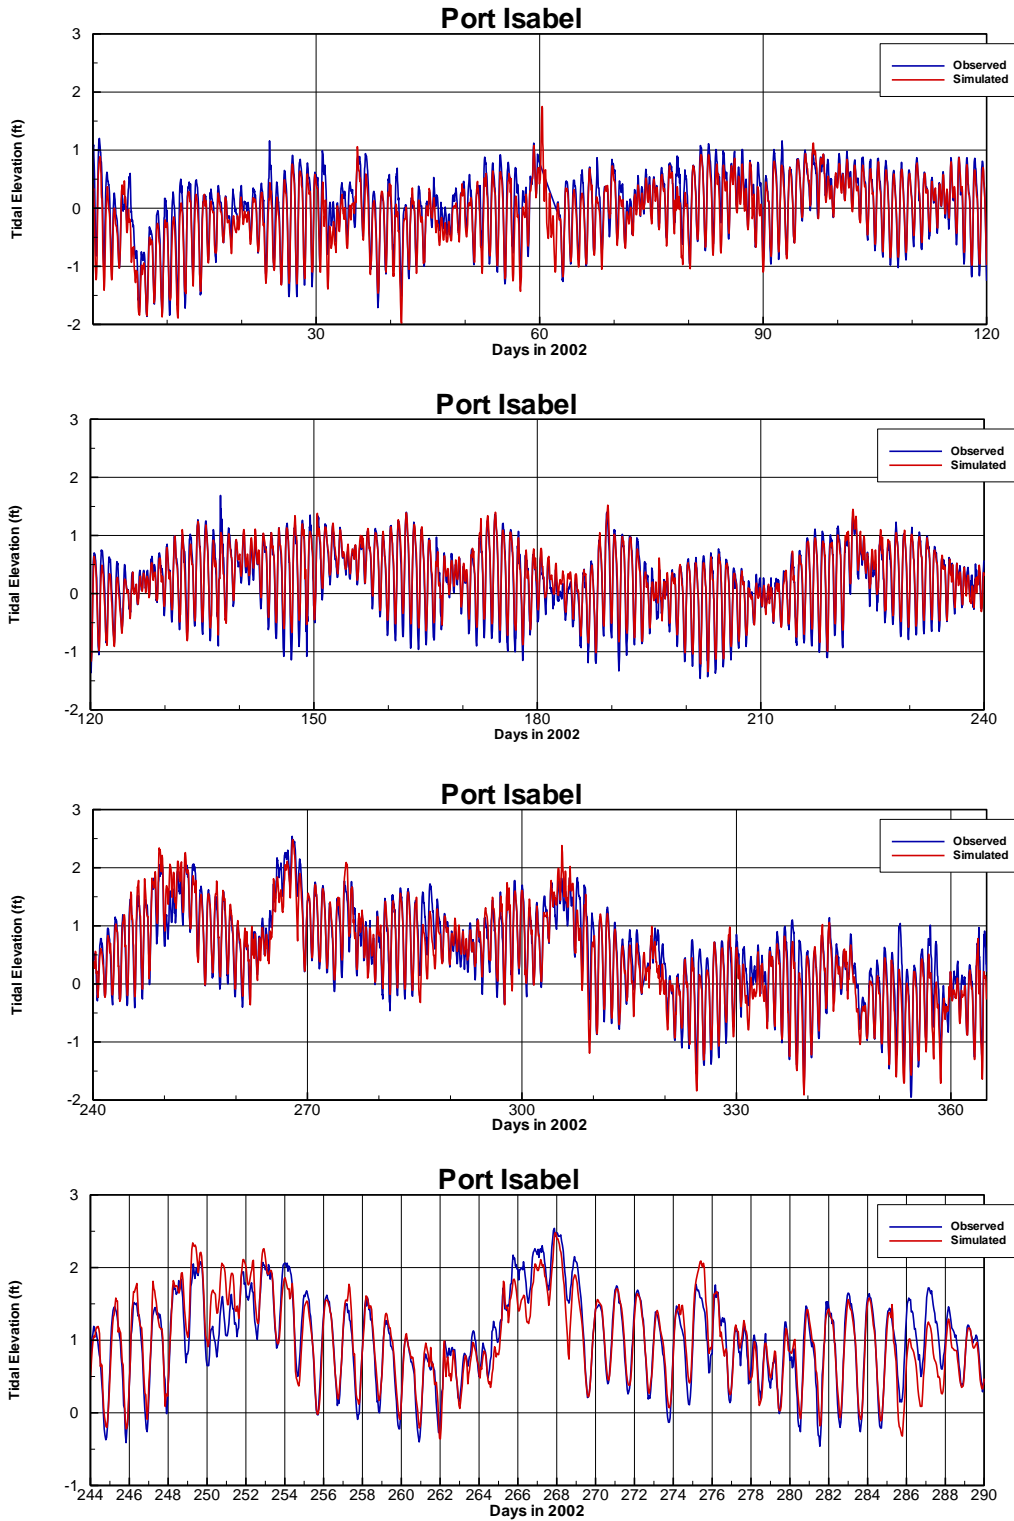 Port Isabel
3
Observed
Simulated
2
1
0
-1
-2
Tidal Elevation (ft)
30
60
90
120
Days in 2002
Port Isabel
3
Observed
Simulated
2
1
0
-1
-2
Tidal Elevation (ft)
120
150
180
210
240
Days in 2002
Port Isabel
3
Observed
Simulated
2
1
0
-1
-2
Tidal Elevation (ft)
240
270
300
330
360
Days in 2002
Port Isabel
3
Observed
Simulated
2
1
0
-1
Tidal Elevation (ft)
244 246 248 250 252 254 256 258 260 262 264 266 268 270 272 274 276 278 280 282 284 286 288 290
Days in 2002